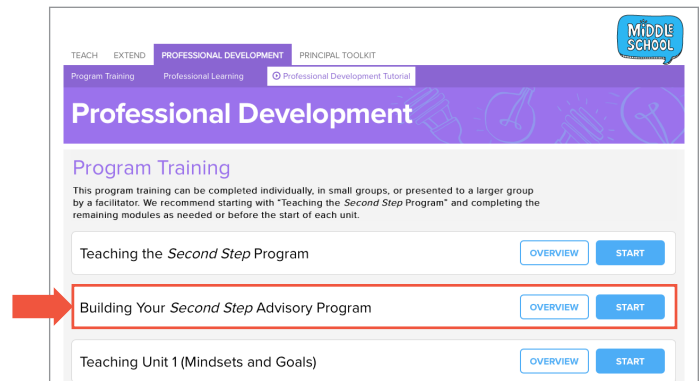 MiDDLE
SCHOOL
TEACH EXTEND PROFESSIONAL DEVELOPMENT PRINCIPAL TOOLKIT
Program Training Professional Learning Professional Development Tutorial
Professional Development
Program Training
This program training can be completed individually, in small groups, or presented to a larger group
by a facilitator. We recommend starting with “Teaching the Second Step Program” and completing the
remaining modules as needed or before the start of each unit.
Teaching the Second Step Program OVERVIEW START
Building Your Second Step Advisory Program OVERVIEW START
Teaching Unit 1 (Mindsets and Goals) OVERVIEW START